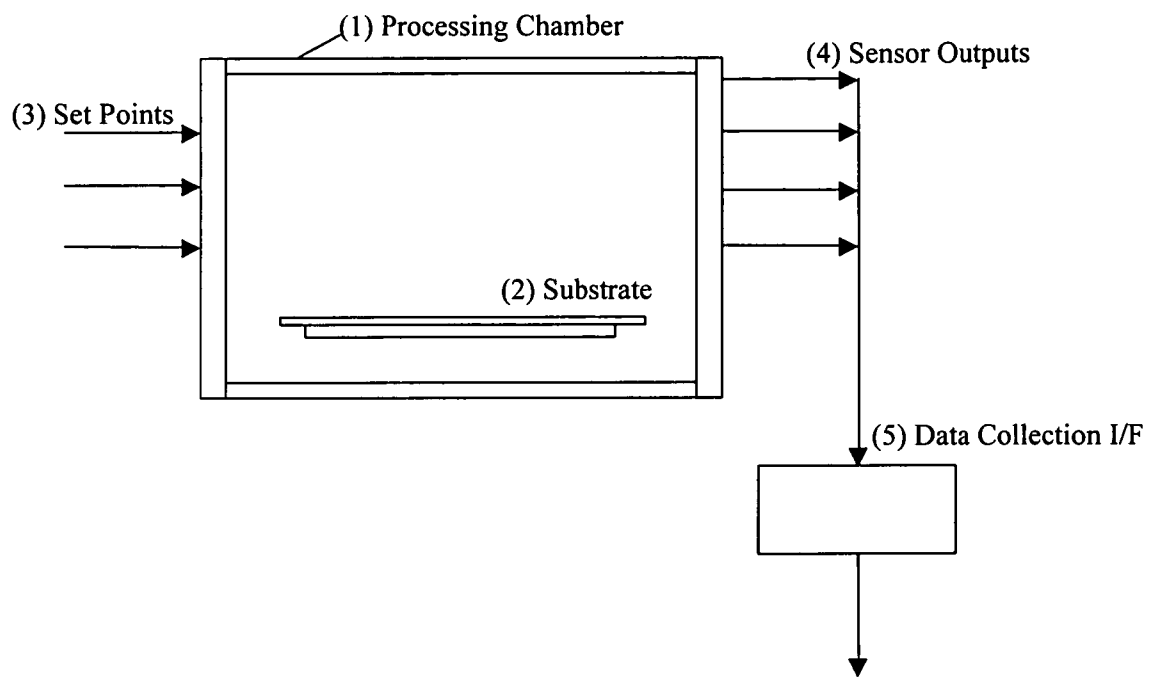 (1) Processing Chamber
(4) Sensor Outputs
(3) Set Points
(2) Substrate
(5) Data Collection I/F